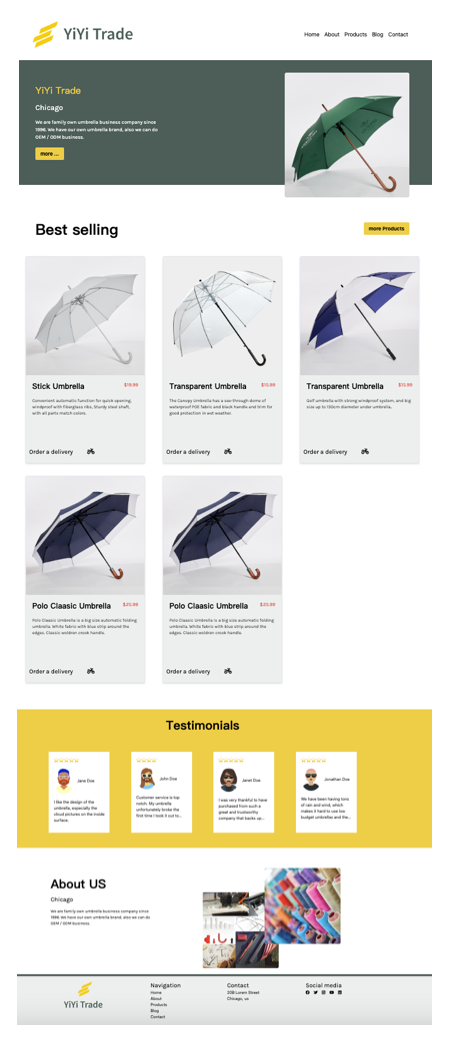 YiYi Trade
Home About Products Blog Contact
YiYi Trade
Chicago
We are family own umbrella business company since
1996. We have our own umbrella brand, also we can do
OEM / ODM business.
more ...
Best selling
more Products
Stick Umbrella $19.99
Convenient automatic function for quick opening,
windproof with fiberglass ribs, Sturdy steel shaft,
with all parts match colors.
Order a delivery
Transparent Umbrella $15.99
The Canopy Umbrella has a see-through dome of
waterproof POE fabric and black handle and trim for
good protection in wet weather.
Order a delivery
Transparent Umbrella $15.99
Golf umbrella with strong windproof system, and big
size up to 130cm diameter under umbrella.
Order a delivery
Polo Claasic Umbrella $25.99
Polo Classic Umbrella is a big size automatic folding
umbrella. White fabric with blue strip around the
edges. Classic wooden crook handle.
Order a delivery
Polo Claasic Umbrella $25.99
Polo Classic Umbrella is a big size automatic folding
umbrella. White fabric with blue strip around the
edges. Classic wooden crook handle.
Order a delivery
Testimonials
Jane Doe
I like the design of the
umbrella, especially the
cloud pictures on the inside
surface.
John Doe
Customer service is top
notch. My umbrella
unfortunately broke the
first time I took it out to...
Janet Doe
I was very thankful to have
purchased from such a
great and trustworthy
company that backs up...
Jonathar Doe
We have been having tons
of rain and wind, which
makes it hard to use low
budget umbrellas and the...
About US
Chicago
We are family own umbrella business company since
1996. We have our own umbrella brand, also we can do
OEM / ODM business.
YiYi Trade
Navigation
Home
About
Products
Blog
Contact
Contact
208 Lorem Street
Chicago, us
Social media